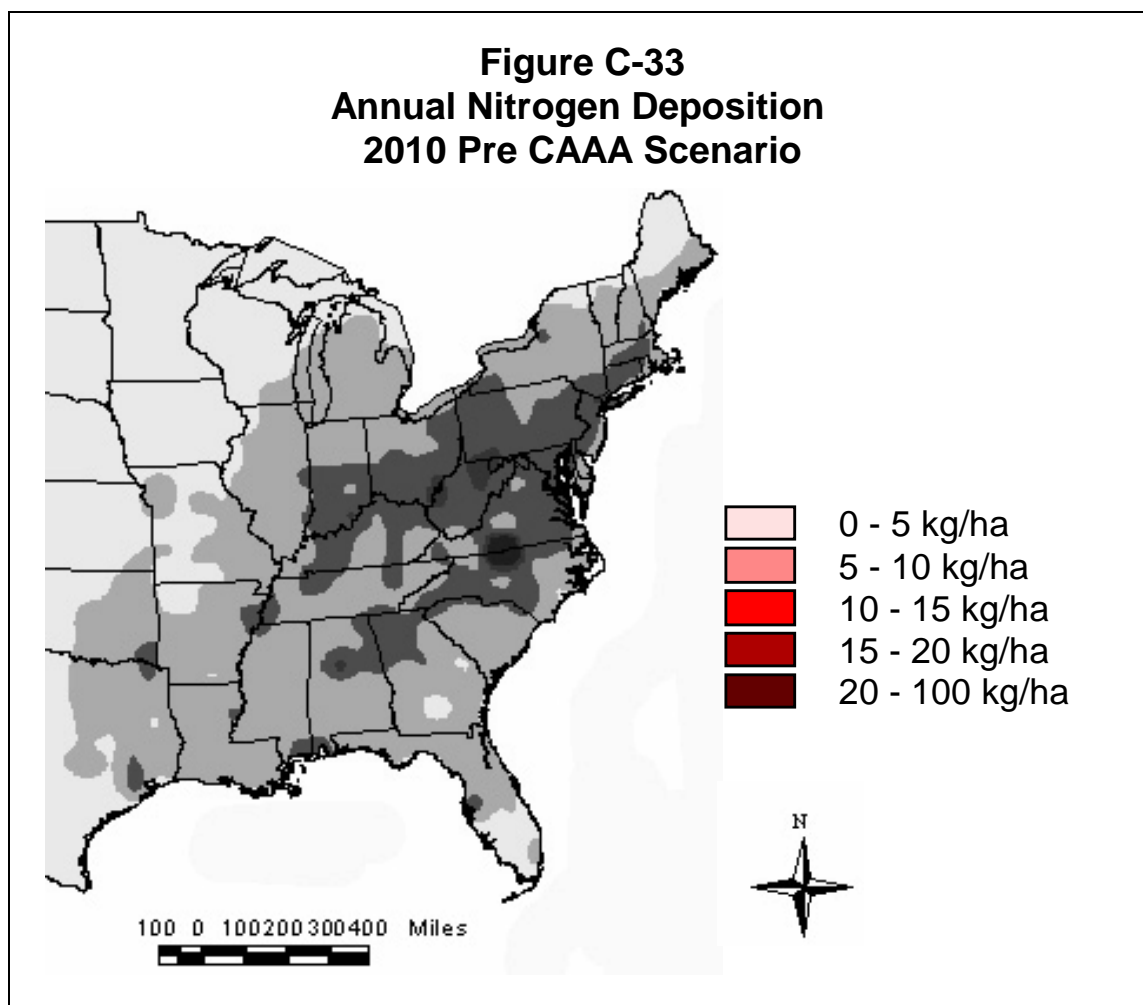 Figure C-33
Annual Nitrogen Deposition
2010 Pre CAAA Scenario
0 - 5 kg/ha
5 - 10 kg/ha
10 - 15 kg/ha
15 - 20 kg/ha
20 - 100 kg/ha
N
100 0 100200300400 Miles